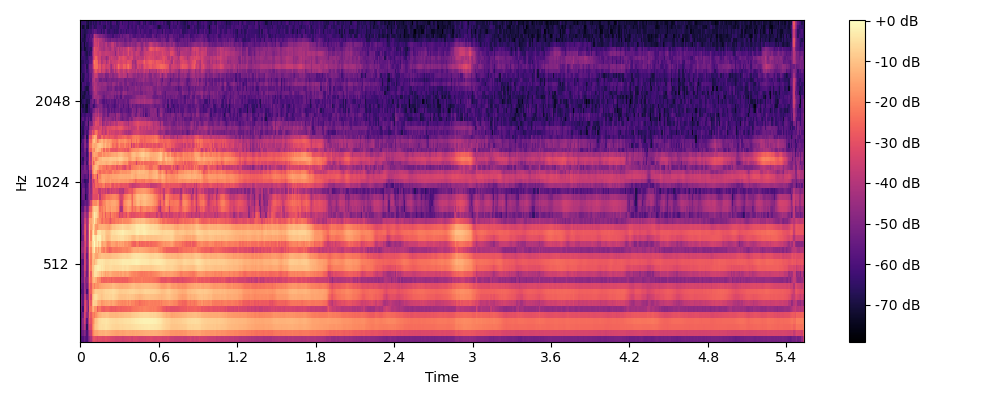 +0 dB
-10 dB
-20 dB
-30 dB
-40 dB
-50 dB
-60 dB
-70 dB
2048
1024
512
Hz
0 0.6 1.2 1.8 2.4 3 3.6 4.2 4.8 5.4
Time